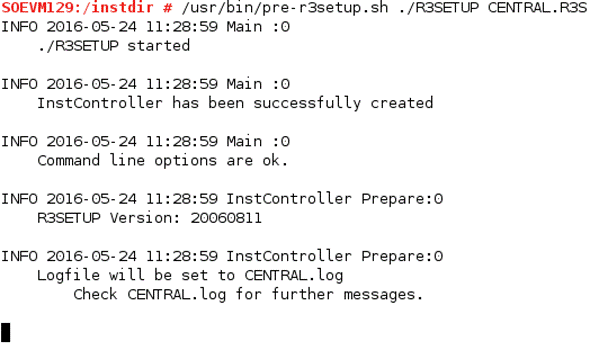 SOEVM129:/instdir # /usr/bin/pre-r3setup.sh ./R3SETUP CENTRAL.R3S
INFO 2016-05-24 11:28:59 Main :0
./R3SETUP started
INFO 2016-05-24 11:28:59 Main :0
InstController has been successfully created
INFO 2016-05-24 11:28:59 Main :0
Command line options are ok.
INFO 2016-05-24 11:28:59 InstController Prepare:0
R3SETUP Version: 20060811
INFO 2016-05-24 11:28:59 InstController Prepare:0
Logfile will be set to CENTRAL.log
Check CENTRAL.log for further messages.